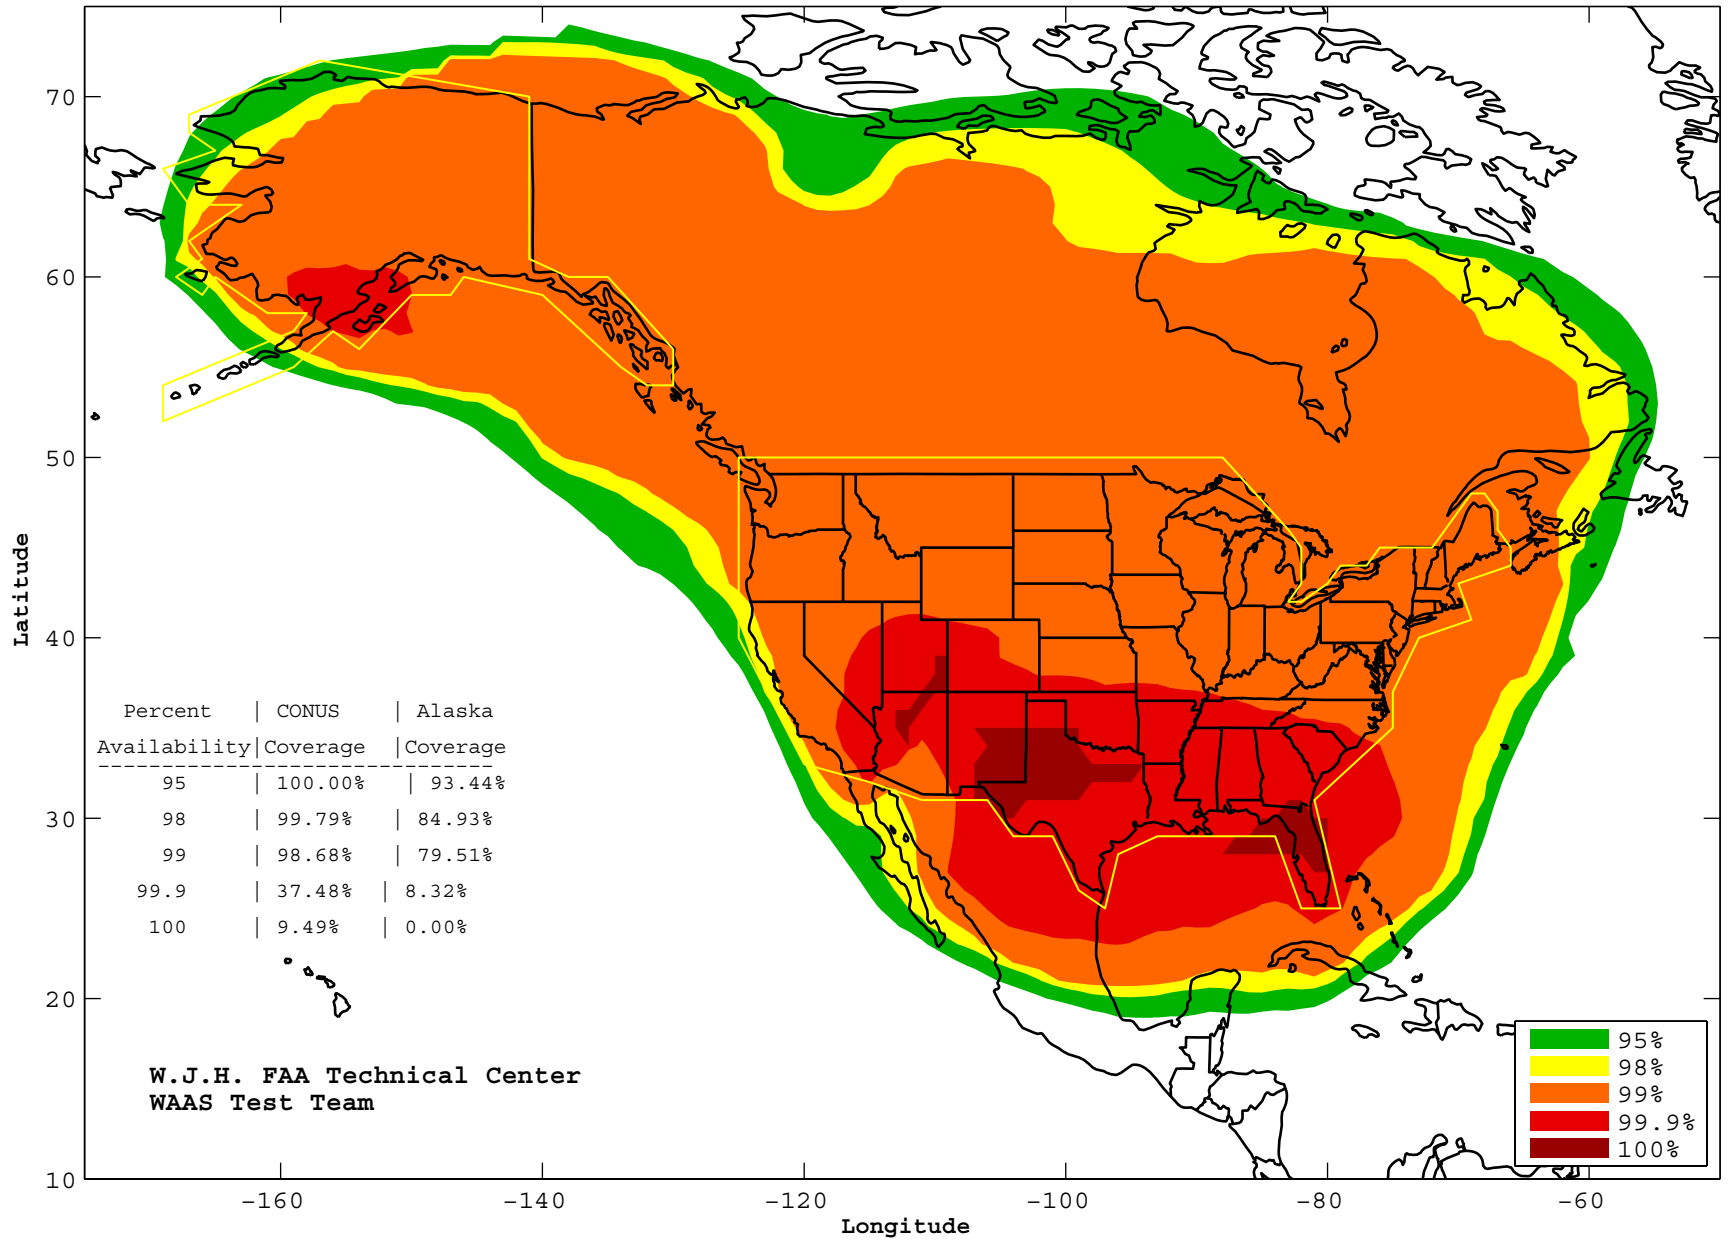 70
60
50
40
30
20
10
Latitude
Percent | CONUS | Alaska
Availability|Coverage |Coverage
--------------------------------
95 | 100.00% | 93.44%
98 | 99.79% | 84.93%
99 | 98.68% | 79.51%
99.9 | 37.48% | 8.32%
100 | 9.49% | 0.00%
W.J.H. FAA Technical Center
WAAS Test Team
95%
98%
99%
99.9%
100%
-160 -140 -120 -100 -80 -60
Longitude